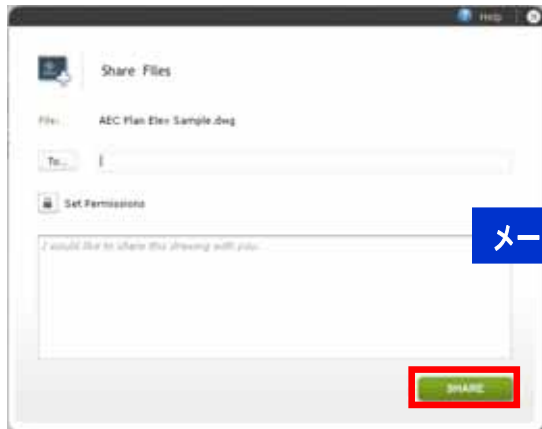 Help
Share Files
File: AEC Plan Elev Sample.dwg
To...
Set Permissions
I would like to share this drawing with you.
メー
SHARE